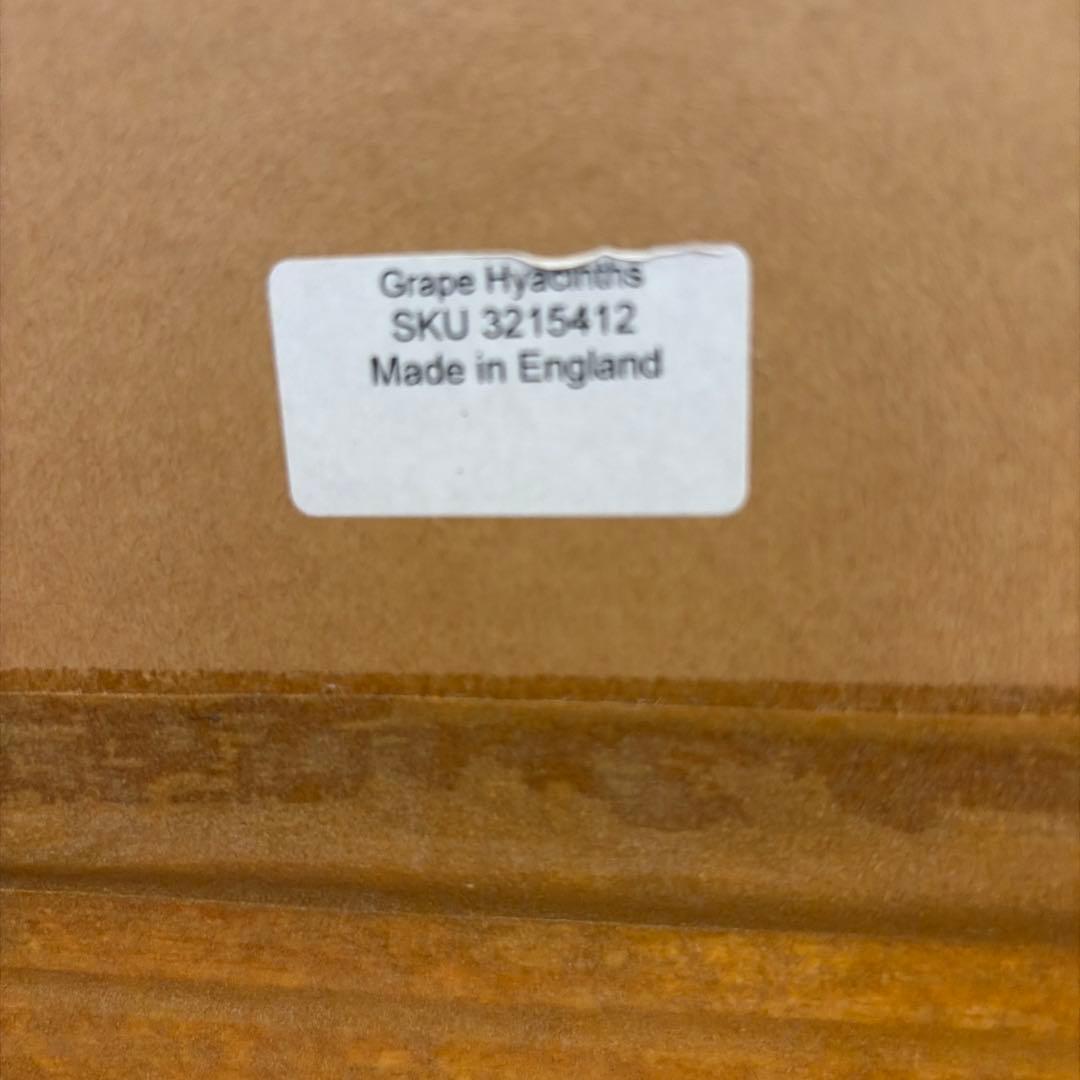 Grape Hyacinths
SKU 3215412
Made in England